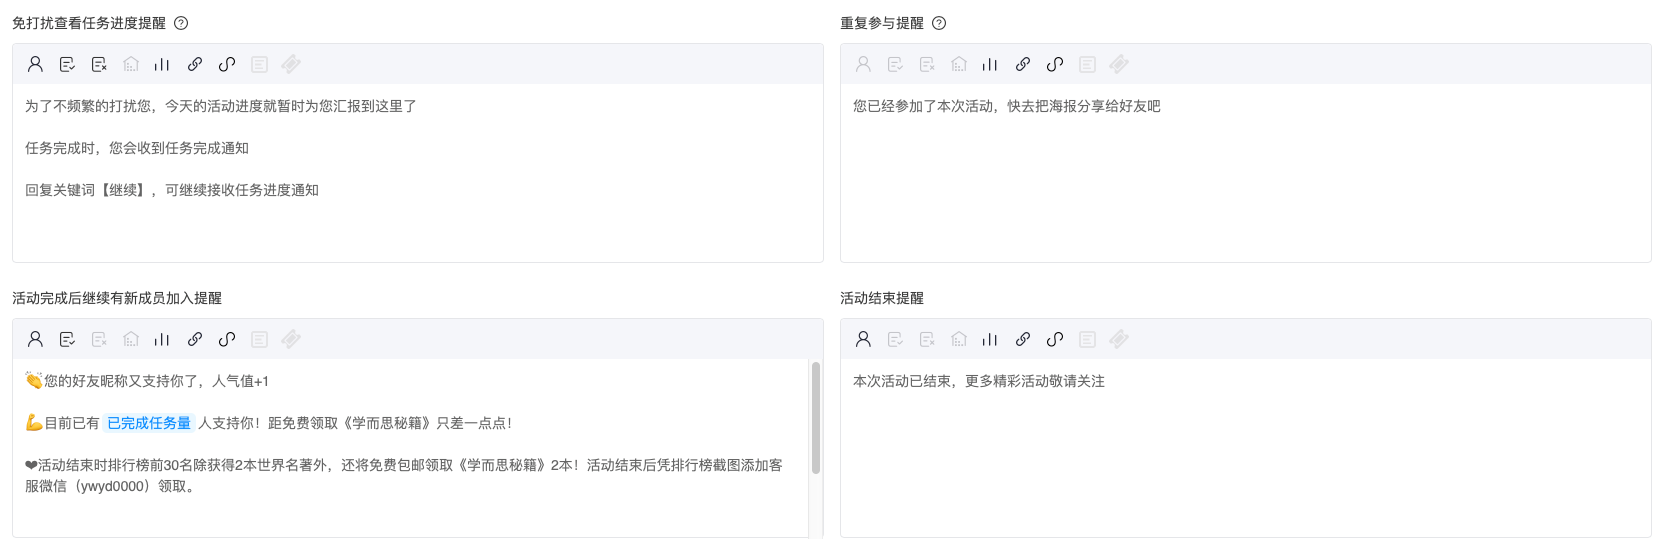 免打扰查看任务进度提醒
为了不频繁的打扰您，今天的活动进度就暂时为您汇报到这里了
任务完成时，您会收到任务完成通知
回复关键词【继续】，可继续接收任务进度通知
重复参与提醒
您已经参加了本次活动，快去把海报分享给好友吧
活动完成后继续有新成员加入提醒
👏您的好友昵称又支持你了，人气值+1
💪目前已有 已完成任务量 人支持你！距免费领取《学而思秘籍》只差一点点！
❤活动结束时排行榜前30名除获得2本世界名著外，还将免费包邮领取《学而思秘籍》2本！活动结束后凭排行榜截图添加客
服微信（ywyd0000）领取。
活动结束提醒
本次活动已结束，更多精彩活动敬请关注